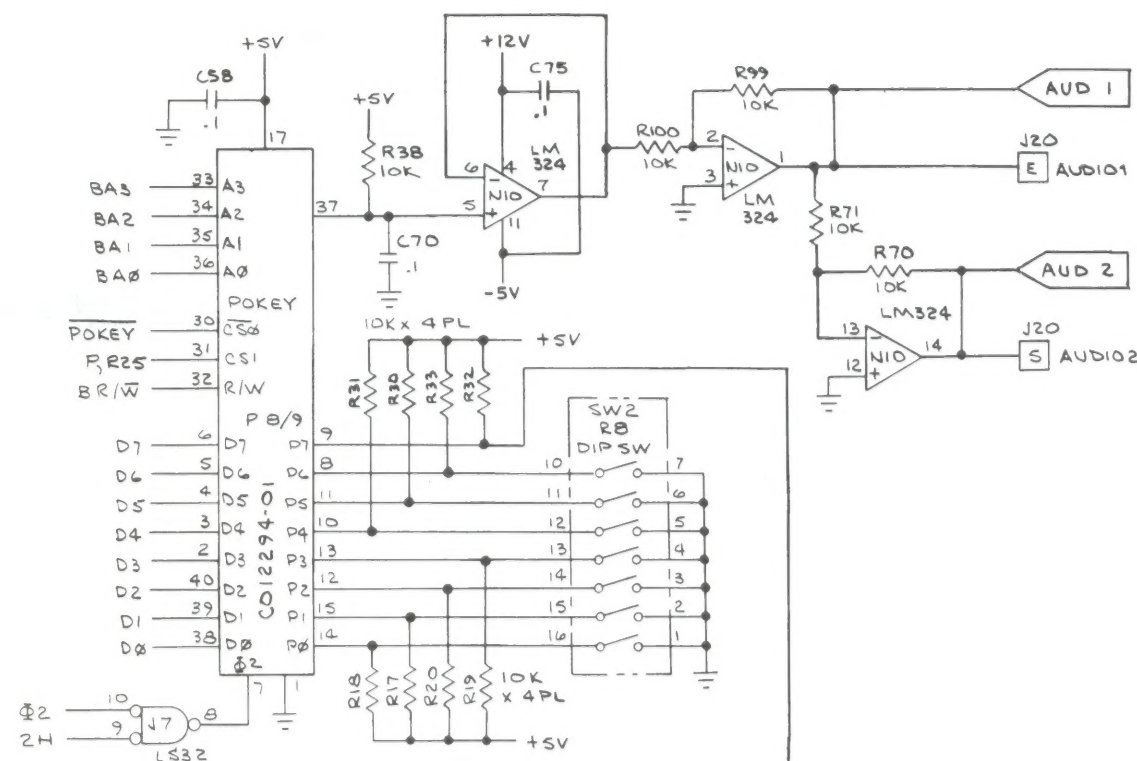 +5V
C58
.1
17
+5V
R38
10K
37
C70
.1
+12V
C75
.1
LM
324
4
6
-
N10
7
5
+
11
-5V
R99
10K
R100
10K
2
-
N10
1
3
+
LM
324
AUD 1
J20
E
AUDIO1
R71
10K
R70
10K
AUD 2
LM324
13
-
N10
14
12
+
J20
S
AUDIO2
BA3
33
A3
BA2
34
A2
BA1
35
A1
BAØ
36
AØ
POKEY
POKEY
30
CSØ
31
CS1
BR/W
32
R/W
P 8/9
CO12294-01
D7
6
D7
P7
9
D6
5
D6
P6
8
D5
4
D5
P5
11
D4
3
D4
P4
10
D3
2
D3
P3
13
D2
40
D2
P2
12
D1
39
D1
P1
15
DØ
38
DØ
PØ
14
Φ2
7
1
10K x 4 PL
+5V
R31
R30
R33
R32
SW2
R8
DIP SW
10
7
11
6
12
5
13
4
14
3
15
2
16
1
R18
R17
R20
R19
10K
x 4PL
+5V
Φ2
10
2H
9
J7
8
LS32